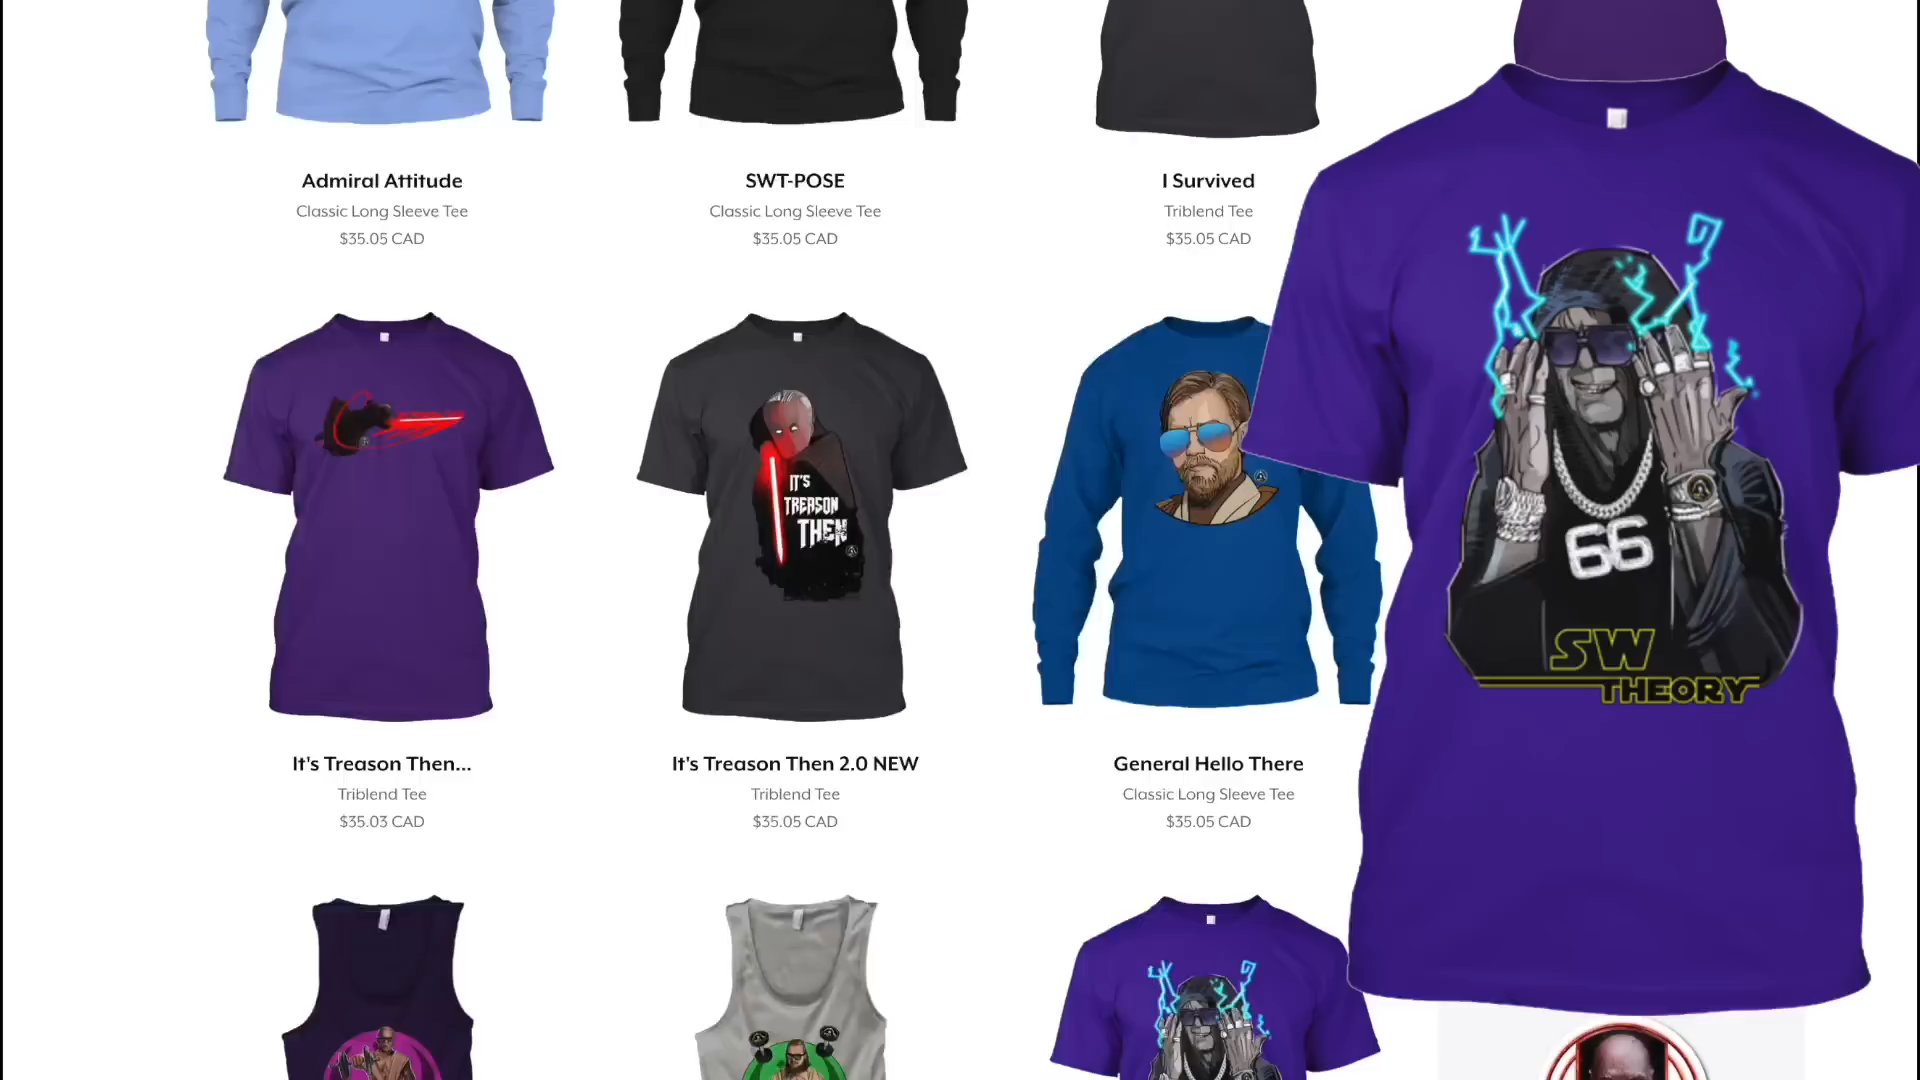 Admiral Attitude
Classic Long Sleeve Tee
$35.05 CAD
SWT-POSE
Classic Long Sleeve Tee
$35.05 CAD
I Survived
Triblend Tee
$35.05 CAD
IT'S
TREASON
THEN
66
SW
THEORY
It's Treason Then...
Triblend Tee
$35.03 CAD
It's Treason Then 2.0 NEW
Triblend Tee
$35.05 CAD
General Hello There
Classic Long Sleeve Tee
$35.05 CAD